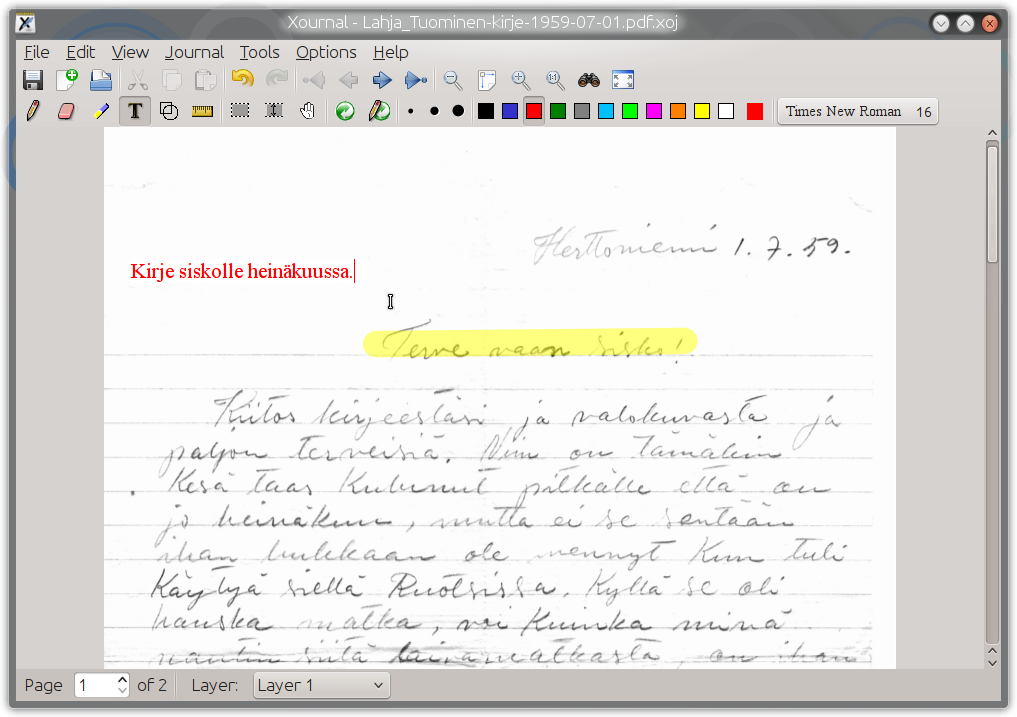 Xournal - Lahja_Tuominen-kirje-1959-07-01.pdf.xoj
File Edit View Journal Tools Options Help
T Times New Roman 16
Herttoniemi 1.7.59.
Kirje siskolle heinäkuussa.
Terve vaan sisko!
Kiitos kirjeestäsi ja valokuvasta ja
paljon terveisiä. Niin on tämäkin
Kesä taas Kulunut pitkälle että on
jo heinäkuu, mutta ei se sentään
ihan hukkaan ole mennyt Kun tuli
Käytyä siellä Ruotsissa. Kyllä se oli
hauska matka, voi Kuinka minä
nautin siitä laivamatkasta, on ihan
Page 1 of 2 Layer: Layer 1